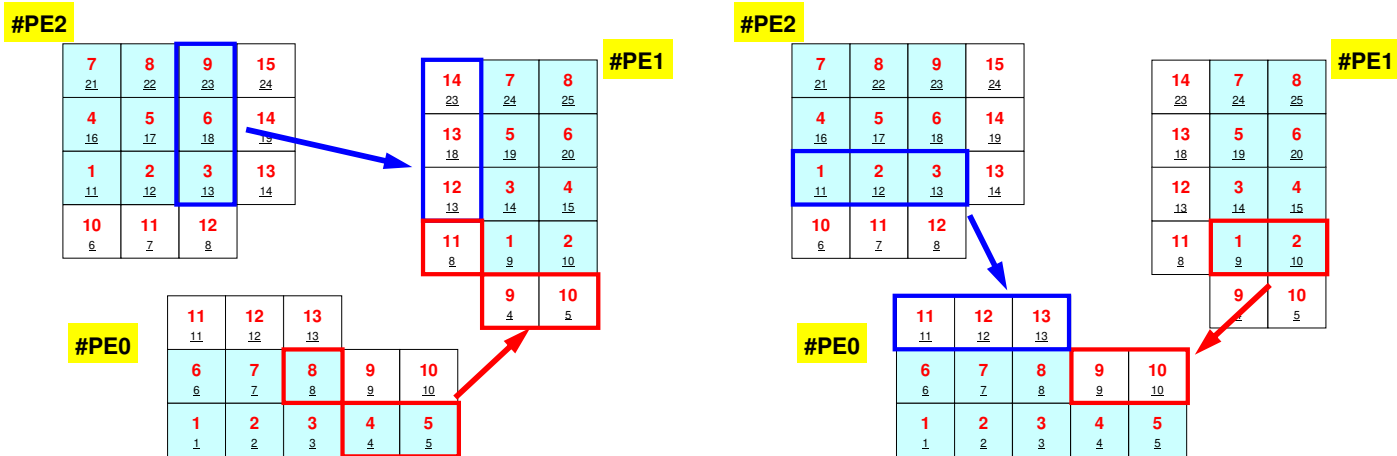 #PE2
7 8 9 15
21 22 23 24
4 5 6 14
16 17 18 19
1 2 3 13
11 12 13 14
10 11 12
6 7 8
#PE1
14 7 8
23 24 25
13 5 6
18 19 20
12 3 4
13 14 15
11 1 2
8 9 10
9 10
4 5
#PE0
11 12 13
11 12 13
6 7 8 9 10
6 7 8 9 10
1 2 3 4 5
1 2 3 4 5
#PE2
7 8 9 15
21 22 23 24
4 5 6 14
16 17 18 19
1 2 3 13
11 12 13 14
10 11 12
6 7 8
#PE1
14 7 8
23 24 25
13 5 6
18 19 20
12 3 4
13 14 15
11 1 2
8 9 10
9 10
4 5
#PE0
11 12 13
11 12 13
6 7 8 9 10
6 7 8 9 10
1 2 3 4 5
1 2 3 4 5